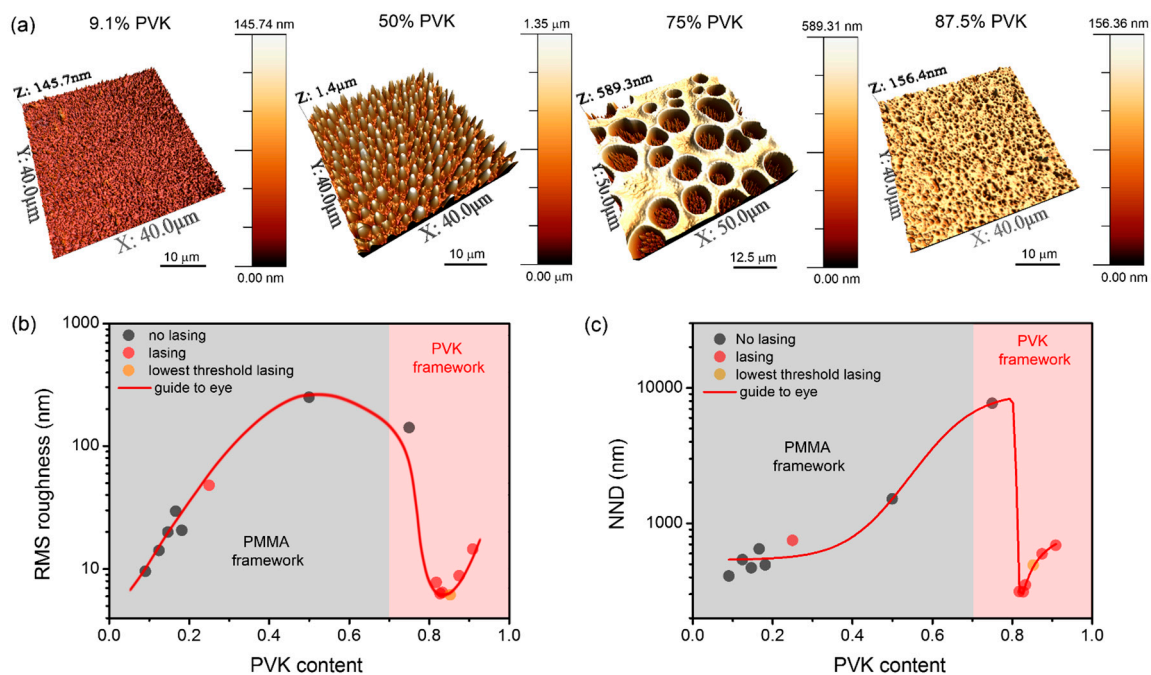 (a)
9.1% PVK
145.74 nm
Z: 145.7nm
Y: 40.0µm
X: 40.0µm
10 µm
0.00 nm
50% PVK
1.35 µm
Z: 1.4µm
Y: 40.0µm
X: 40.0µm
10 µm
0.00 µm
75% PVK
589.31 nm
Z: 589.3nm
Y: 50.0µm
X: 50.0µm
12.5 µm
0.00 nm
87.5% PVK
156.36 nm
Z: 156.4nm
Y: 40.0µm
X: 40.0µm
10 µm
0.00 nm
(b)
1000
100
10
RMS roughness (nm)
no lasing
lasing
lowest threshold lasing
guide to eye
PVK
framework
PMMA
framework
0.0 0.2 0.4 0.6 0.8 1.0
PVK content
(c)
10000
1000
NND (nm)
No lasing
lasing
lowest threshold lasing
guide to eye
PVK
framework
PMMA
framework
0.0 0.2 0.4 0.6 0.8 1.0
PVK content